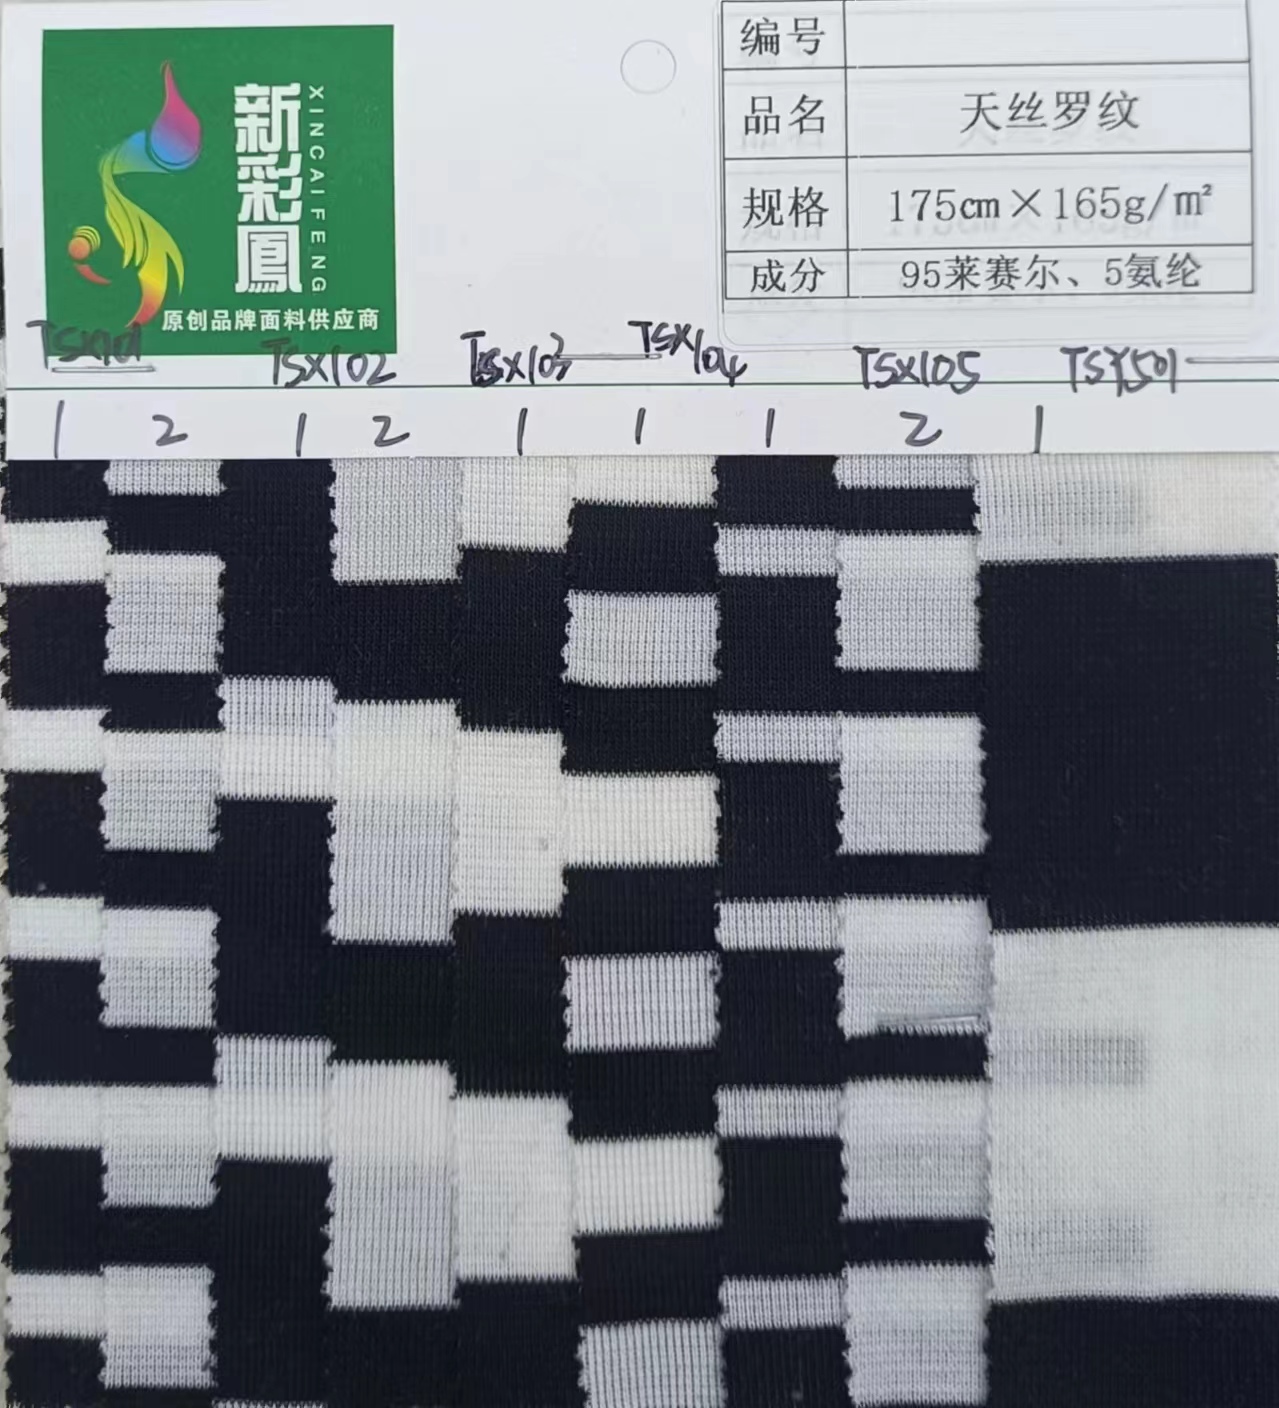 新彩鳳
XINCAIFENG
原创品牌面料供应商
编号
品名 天丝罗纹
规格 175cm×165g/㎡
成分 95莱赛尔、5氨纶
TSX101 TSX102 TSX103 TSX104 TSX105 TSX501
1 2 1 2 1 1 1 2 1